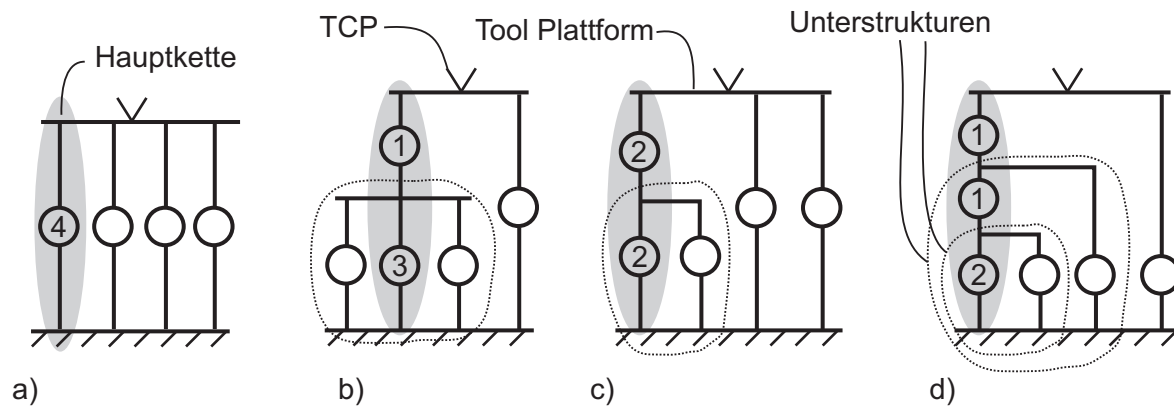 TCP
Tool Plattform
Unterstrukturen
Hauptkette
4
1
3
2
2
1
1
2
a)
b)
c)
d)